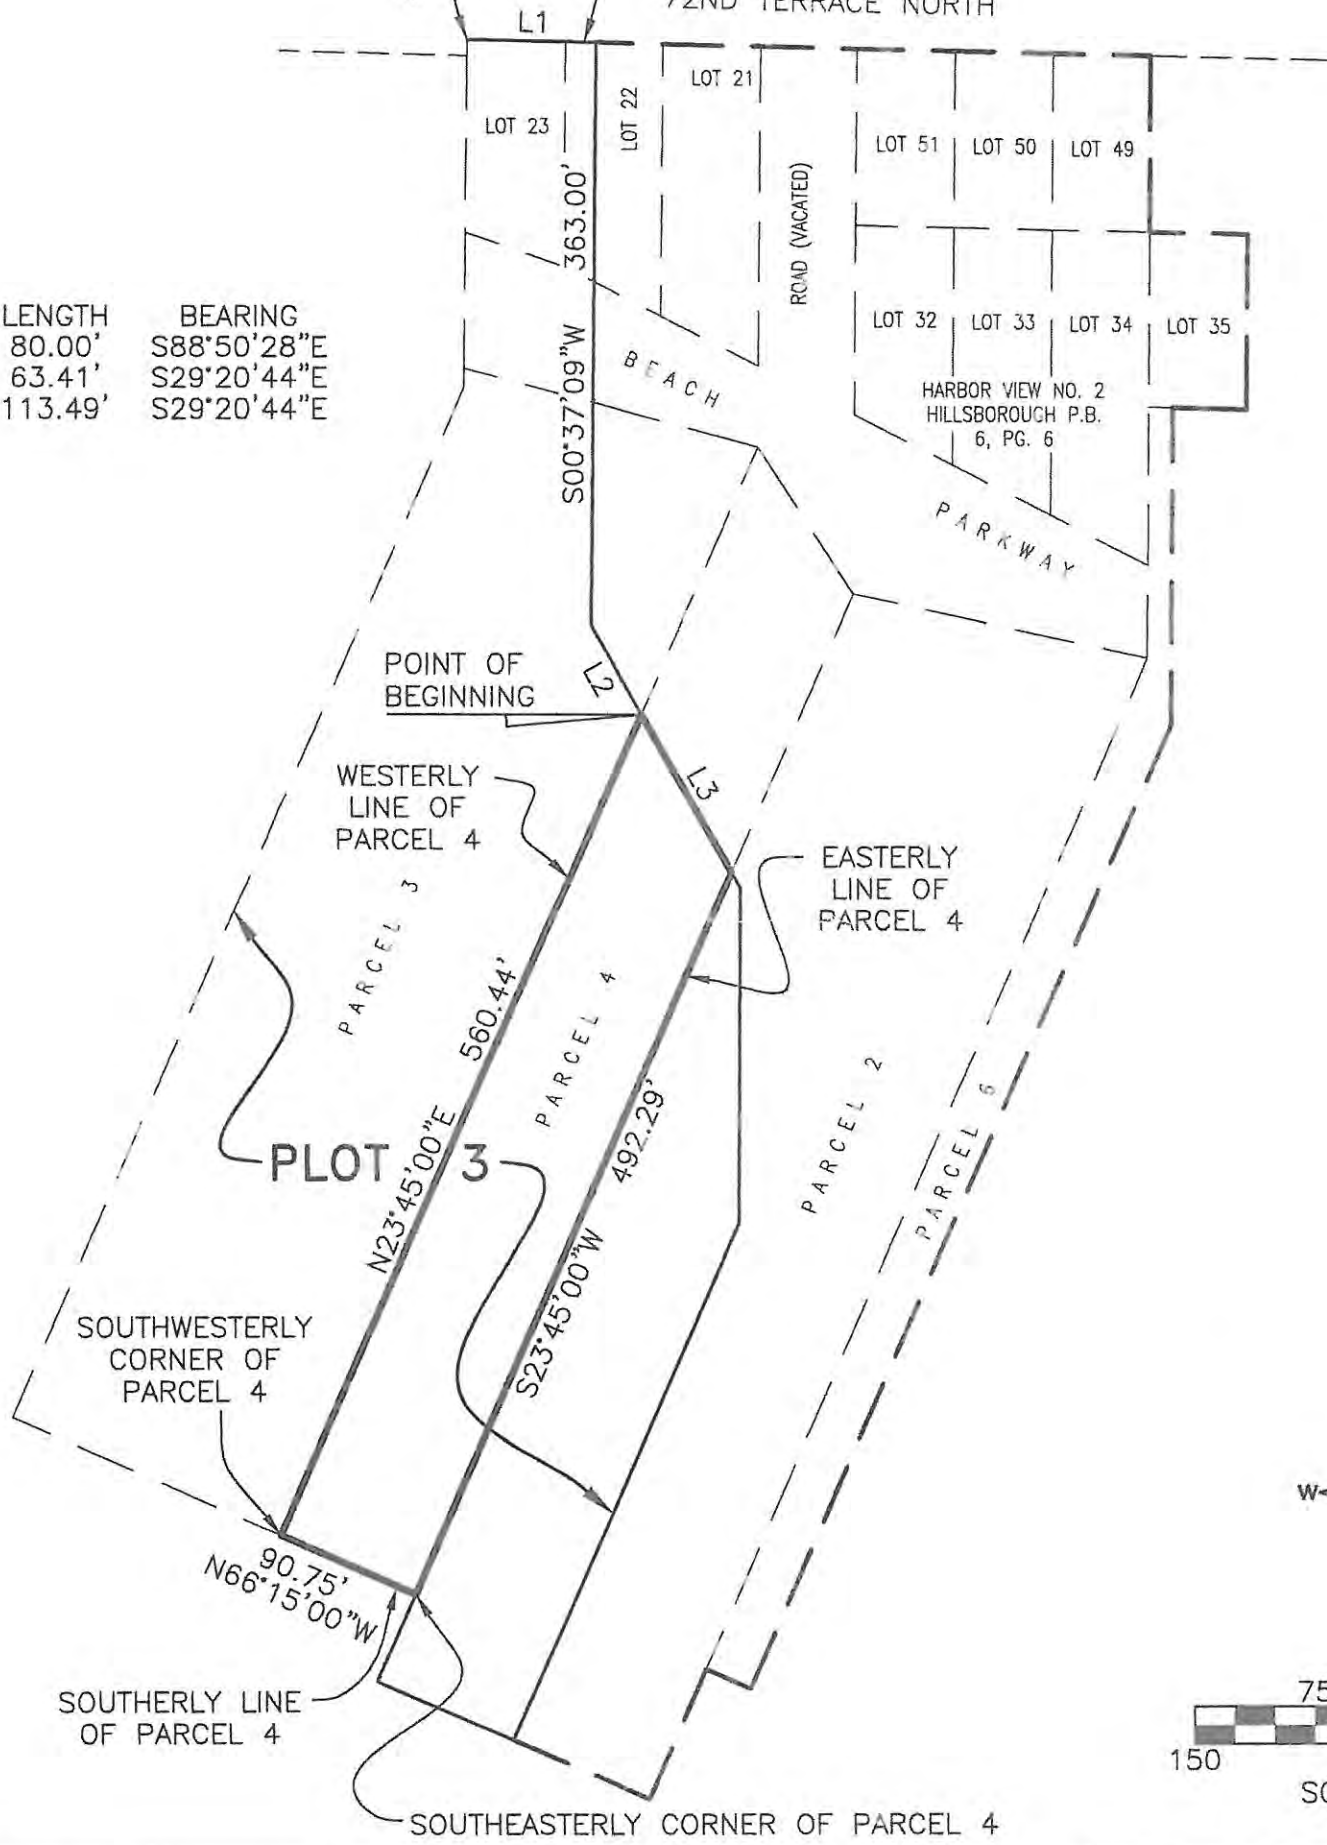 72ND TERRACE NORTH
L1
LOT 23
LOT 22
LOT 21
ROAD (VACATED)
LOT 51
LOT 50
LOT 49
LOT 32
LOT 33
LOT 34
LOT 35
HARBOR VIEW NO. 2
HILLSBOROUGH P.B.
6, PG. 6
363.00'
S00°37'09"W
LENGTH BEARING
80.00' S88°50'28"E
63.41' S29°20'44"E
113.49' S29°20'44"E
BEACH
PARKWAY
POINT OF
BEGINNING
L2
L3
WESTERLY
LINE OF
PARCEL 4
EASTERLY
LINE OF
PARCEL 4
PARCEL 3
560.44'
N23°45'00"E
PARCEL 4
492.29'
S23°45'00"W
PARCEL 2
PARCEL 6
PLOT 3
SOUTHWESTERLY
CORNER OF
PARCEL 4
90.75'
N66°15'00"W
SOUTHERLY LINE
OF PARCEL 4
SOUTHEASTERLY CORNER OF PARCEL 4
W
75
150